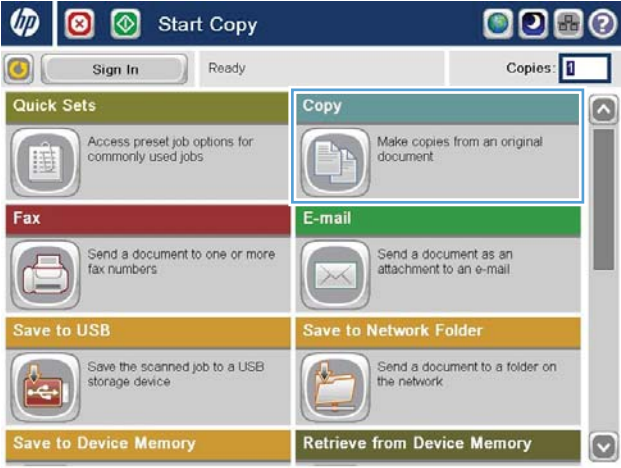 hp
Start Copy
?
Sign In
Ready
Copies: 1
Quick Sets
Access preset job options for
commonly used jobs
Copy
Make copies from an original
document
Fax
Send a document to one or more
fax numbers
E-mail
Send a document as an
attachment to an e-mail
Save to USB
Save the scanned job to a USB
storage device
Save to Network Folder
Send a document to a folder on
the network
Save to Device Memory
Retrieve from Device Memory